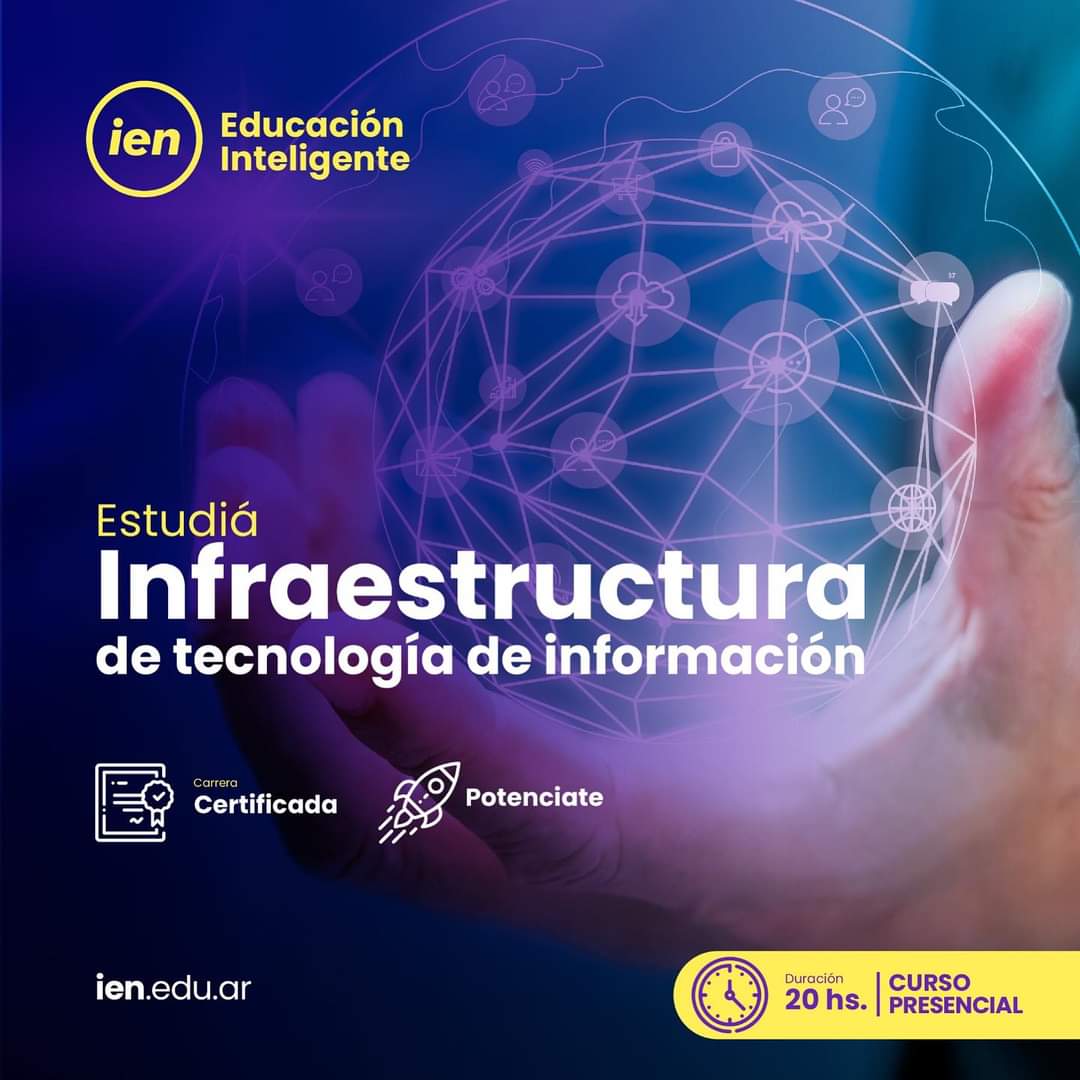 ien
Educación
Inteligente
Estudiá
Infraestructura
de tecnología de información
Carrera
Certificada
Potenciate
ien.edu.ar
Duración
20 hs.
CURSO
PRESENCIAL